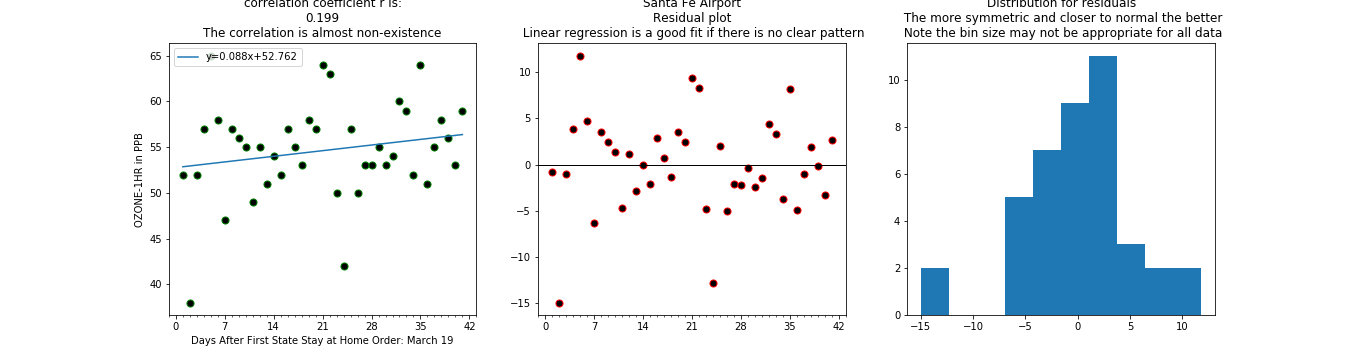 correlation coefficient r is:
0.199
The correlation is almost non-existence
y=0.088x+52.762
65
60
55
50
45
40
OZONE-1HR in PPB
0 7 14 21 28 35 42
Days After First State Stay at Home Order: March 19
Santa Fe Airport
Residual plot
Linear regression is a good fit if there is no clear pattern
10
5
0
−5
−10
−15
0 7 14 21 28 35 42
Distribution for residuals
The more symmetric and closer to normal the better
Note the bin size may not be appropriate for all data
10
8
6
4
2
0
−15 −10 −5 0 5 10